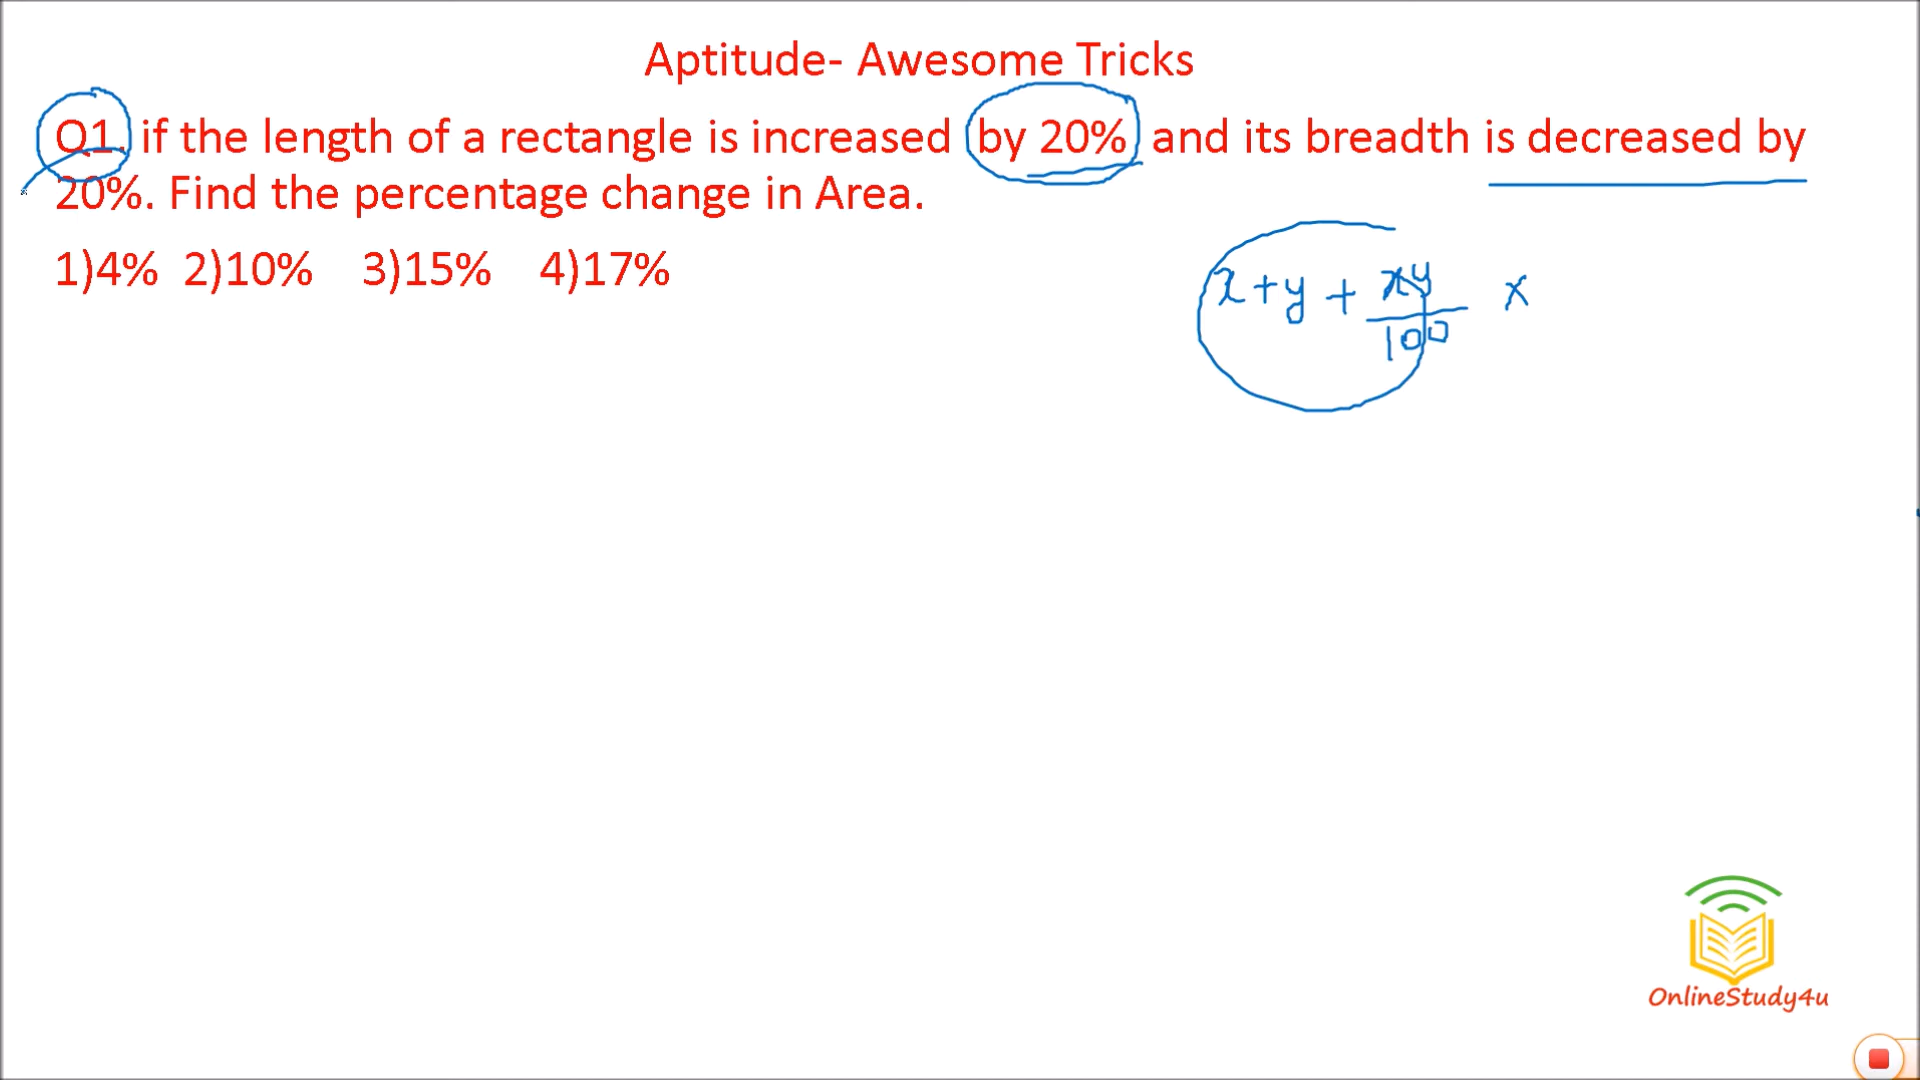 Aptitude- Awesome Tricks
Q1. if the length of a rectangle is increased by 20% and its breadth is decreased by
20%. Find the percentage change in Area.
1)4% 2)10% 3)15% 4)17%
x+y + xy/100 x
OnlineStudy4u